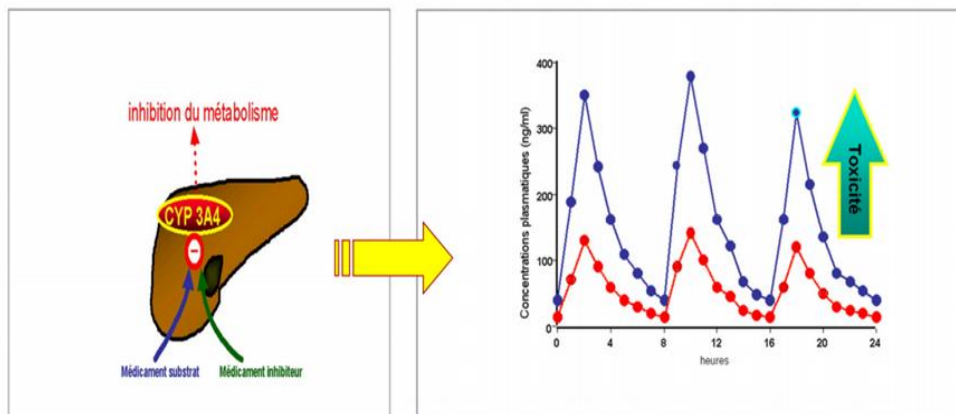 inhibition du métabolisme
CYP 3A4
Médicament substrat
Médicament inhibiteur
Concentrations plasmatiques (ng/ml)
400
300
200
100
0
0
4
8
12
16
20
24
heures
Toxicité